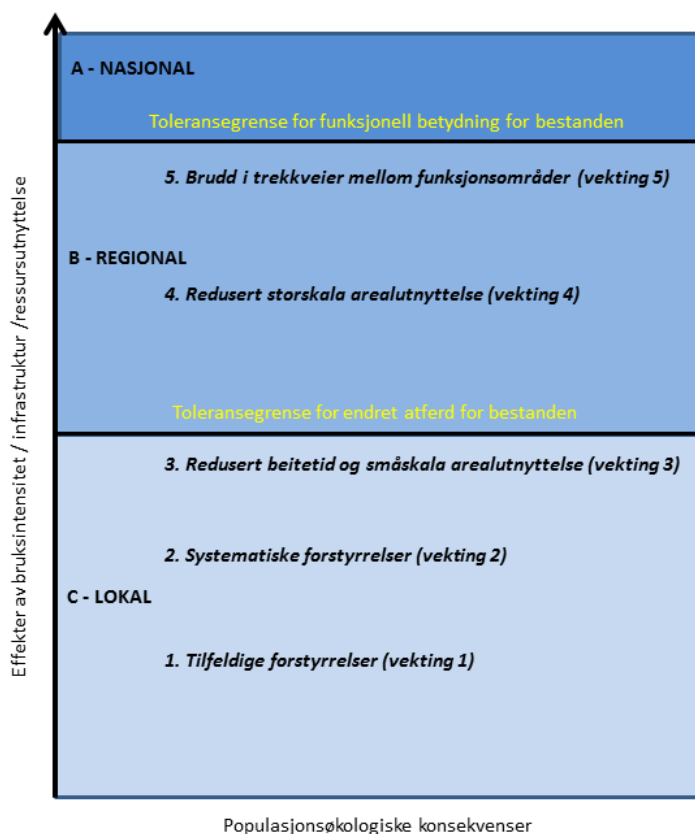 A - NASJONAL
Toleransegrense for funksjonell betydning for bestanden
5. Brudd i trekkveier mellom funksjonsområder (vekting 5)
B - REGIONAL
4. Redusert storskala arealutnyttelse (vekting 4)
Toleransegrense for endret atferd for bestanden
3. Redusert beitetid og småskala arealutnyttelse (vekting 3)
2. Systematiske forstyrrelser (vekting 2)
C - LOKAL
1. Tilfeldige forstyrrelser (vekting 1)
Effekter av bruksintensitet / infrastruktur /ressursutnyttelse
Populasjonsøkologiske konsekvenser